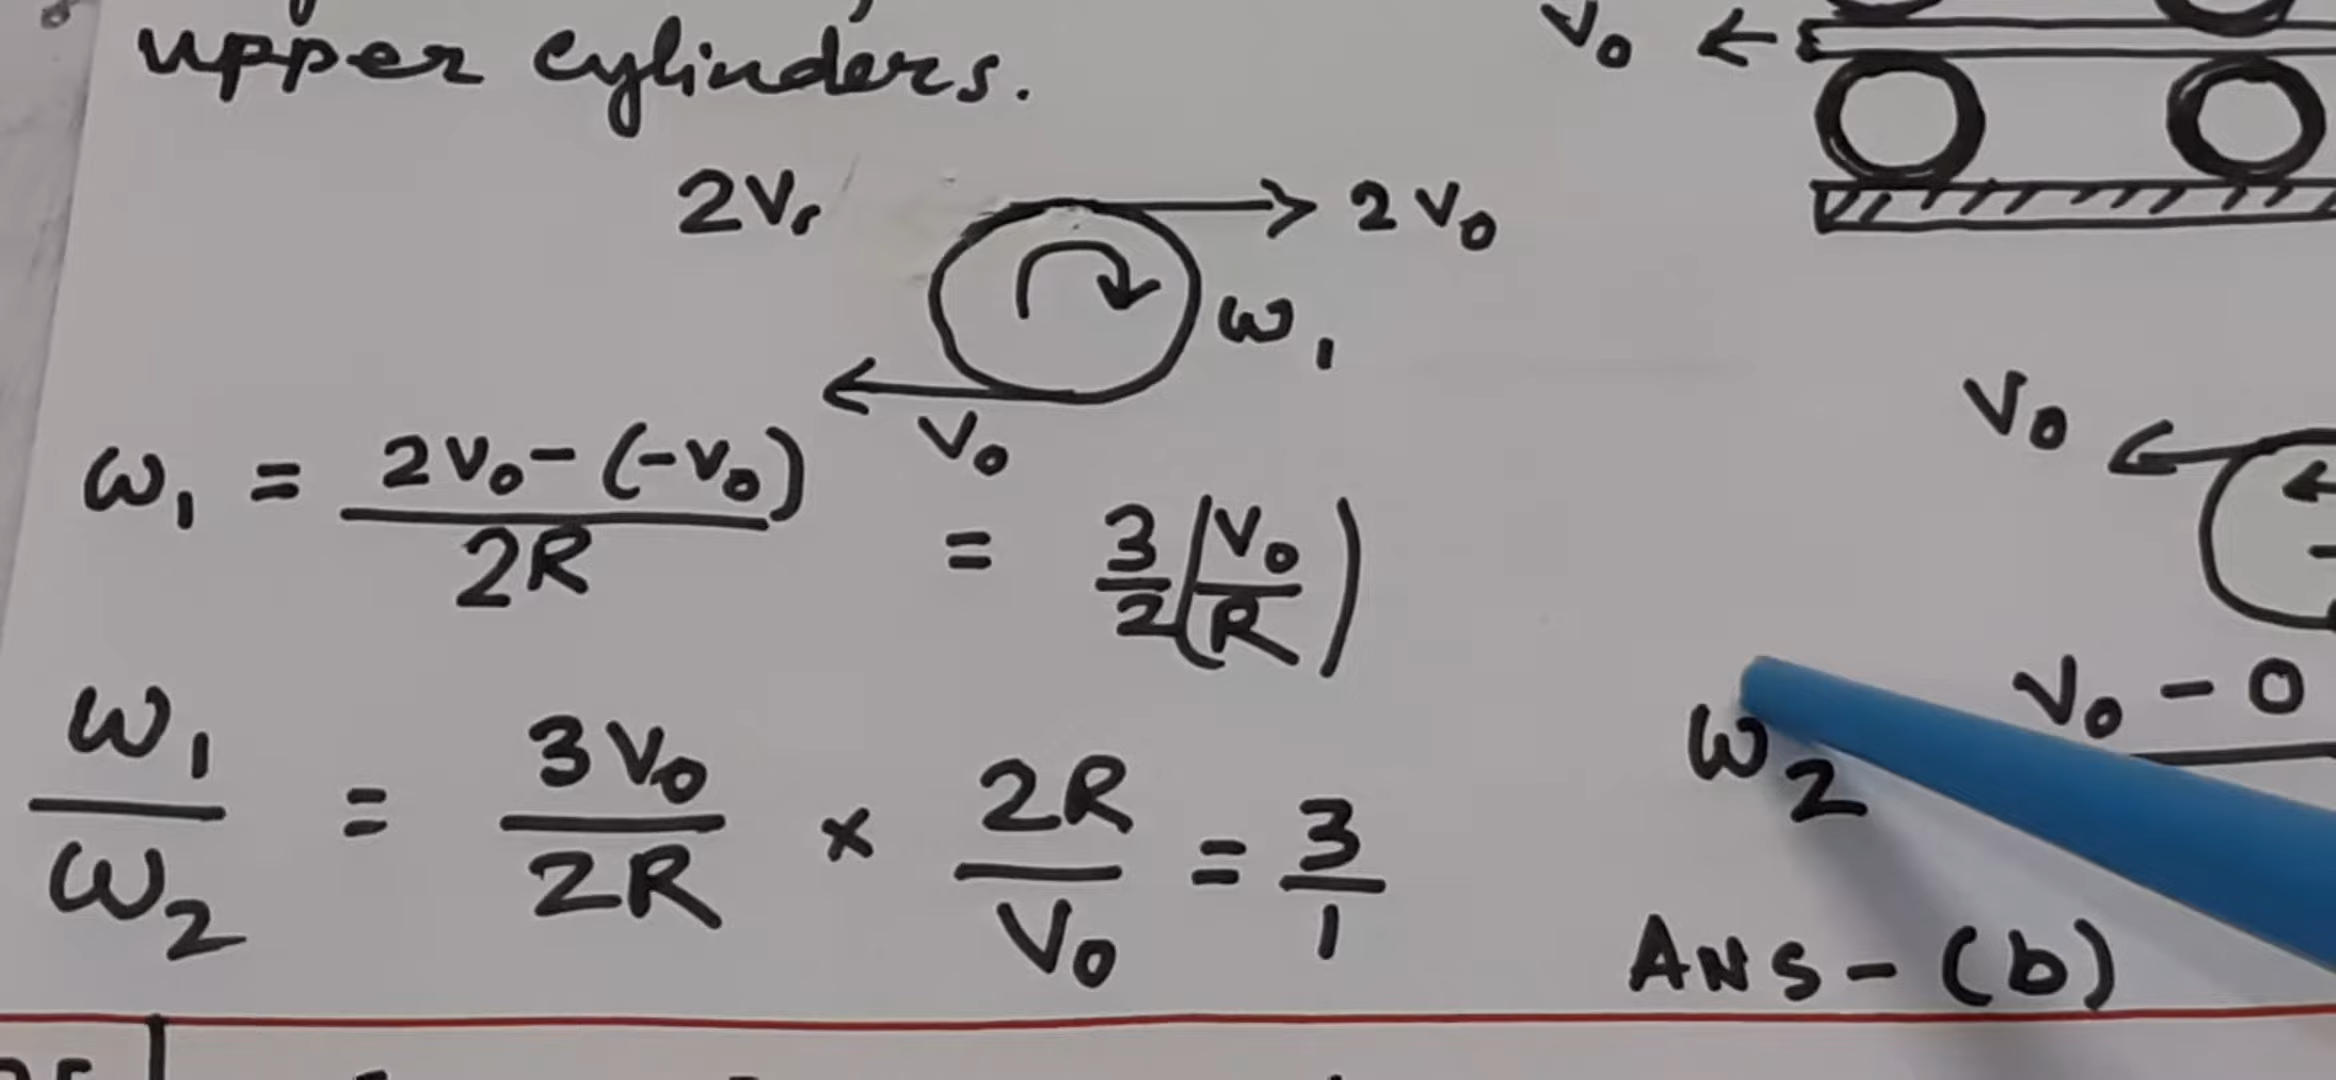 upper cylinders.
V₀ ←
2V
2V₀
ω₁
V₀
V₀
ω₁ = (2V₀-(-V₀))/2R = 3/2 (V₀/R)
V₀ - 0
ω₂
ω₁/ω₂ = 3V₀/2R × 2R/V₀ = 3/1
ANS-(b)